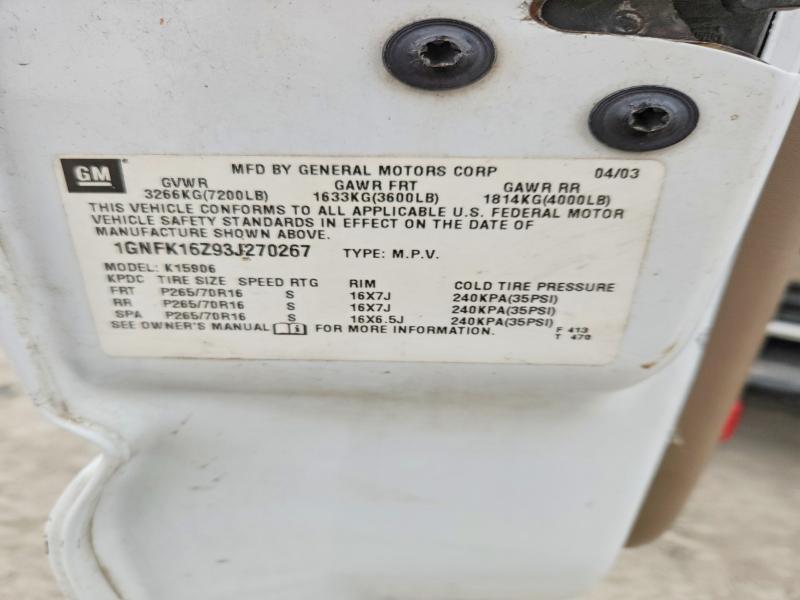 GM MFD BY GENERAL MOTORS CORP 04/03
GVWR GAWR FRT GAWR RR
3266KG(7200LB) 1633KG(3600LB) 1814KG(4000LB)
THIS VEHICLE CONFORMS TO ALL APPLICABLE U.S. FEDERAL MOTOR
VEHICLE SAFETY STANDARDS IN EFFECT ON THE DATE OF
MANUFACTURE SHOWN ABOVE.
1GNFK16Z93J270267 TYPE: M.P.V.
MODEL: K15906
KPDC TIRE SIZE SPEED RTG RIM COLD TIRE PRESSURE
FRT P265/70R16 S 16X7J 240KPA(35PSI)
RR P265/70R16 S 16X7J 240KPA(35PSI)
SPA P265/70R16 S 16X6.5J 240KPA(35PSI)
SEE OWNER'S MANUAL FOR MORE INFORMATION. F 413
T 470